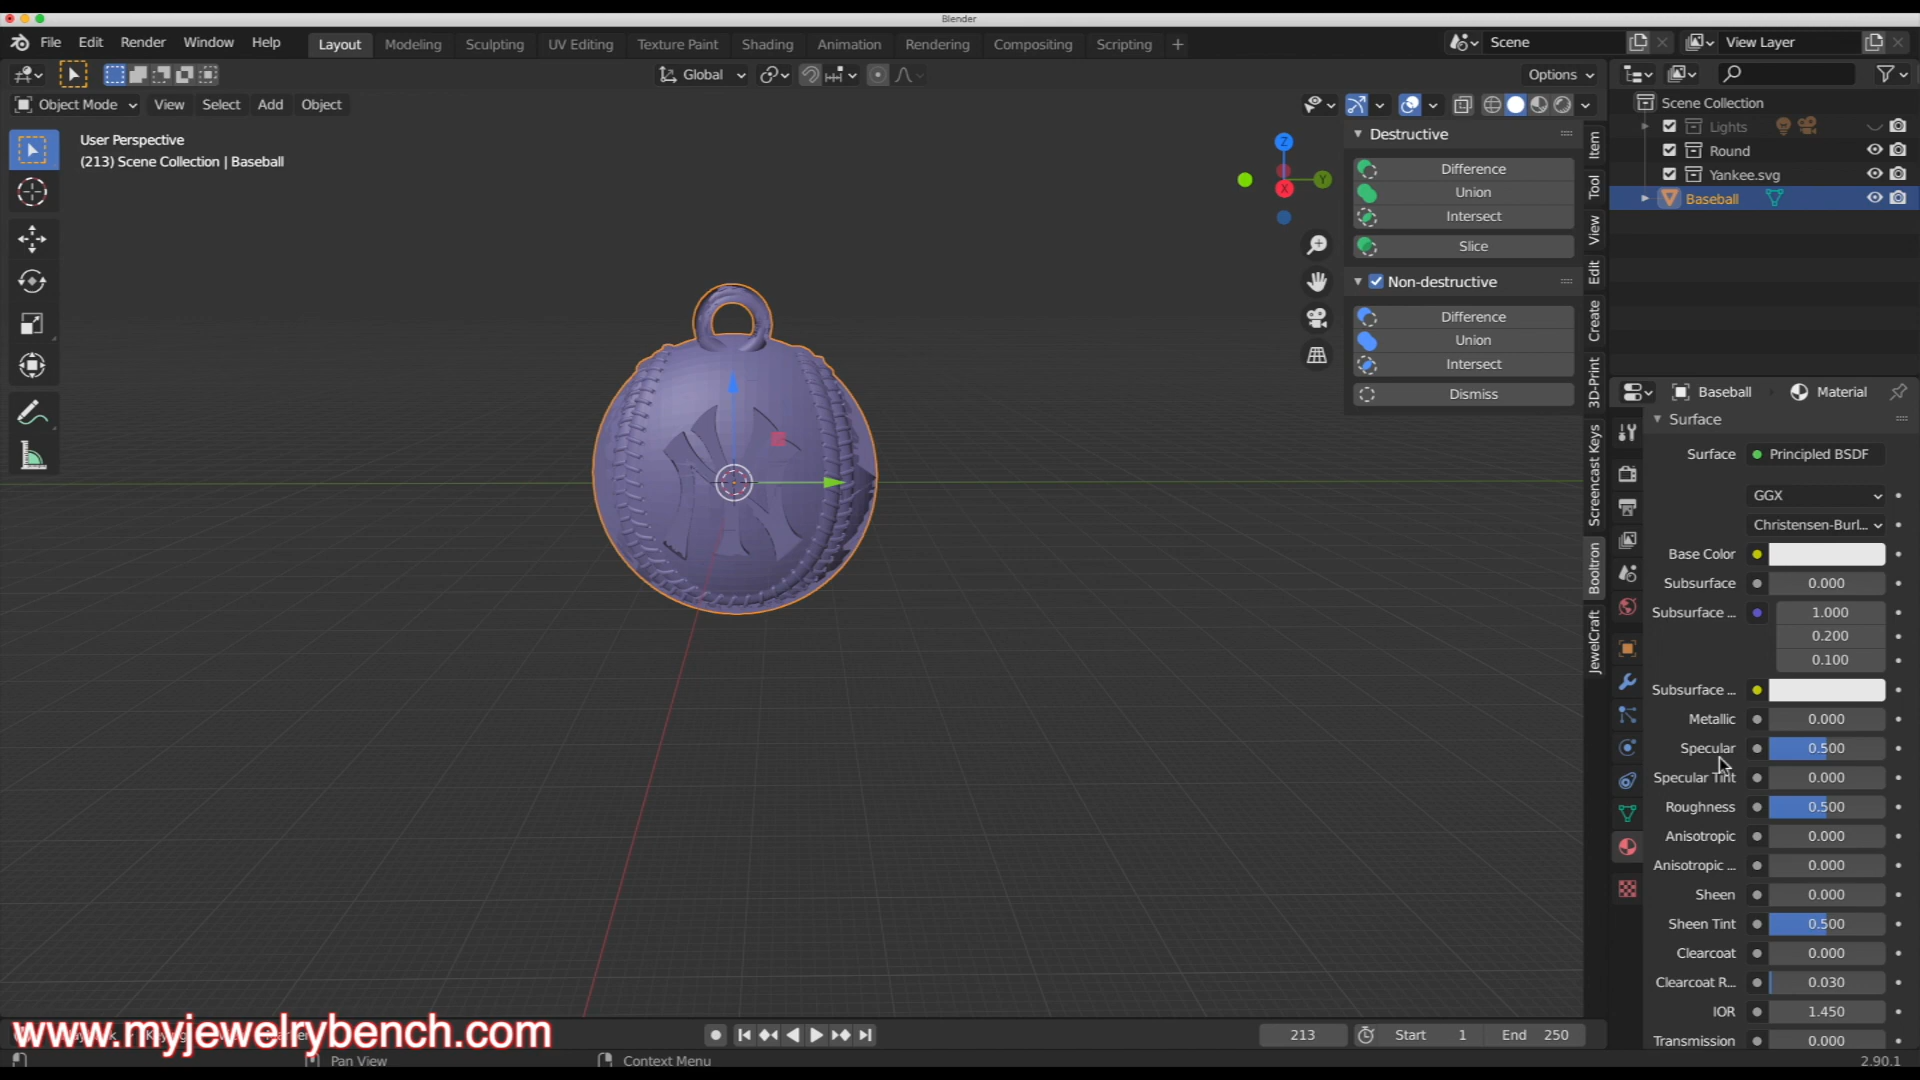 Blender
File Edit Render Window Help Layout Modeling Sculpting UV Editing Texture Paint Shading Animation Rendering Compositing Scripting + Scene View Layer
Global Options
Object Mode View Select Add Object
User Perspective
(213) Scene Collection | Baseball
Z
Y
X
Destructive
Difference
Union
Intersect
Slice
Non-destructive
Difference
Union
Intersect
Dismiss
Item
Tool
View
Edit
Create
3D-Print
Screencast Keys
Booltron
JewelCraft
Scene Collection
Lights
Round
Yankee.svg
Baseball
Baseball Material
Surface
Surface Principled BSDF
GGX
Christensen-Burl...
Base Color
Subsurface 0.000
Subsurface ... 1.000
0.200
0.100
Subsurface ...
Metallic 0.000
Specular 0.500
Specular Tint 0.000
Roughness 0.500
Anisotropic 0.000
Anisotropic ... 0.000
Sheen 0.000
Sheen Tint 0.500
Clearcoat 0.000
Clearcoat R... 0.030
IOR 1.450
Transmission 0.000
www.myjewelrybench.com
213 Start 1 End 250
Pan View Context Menu 2.90.1